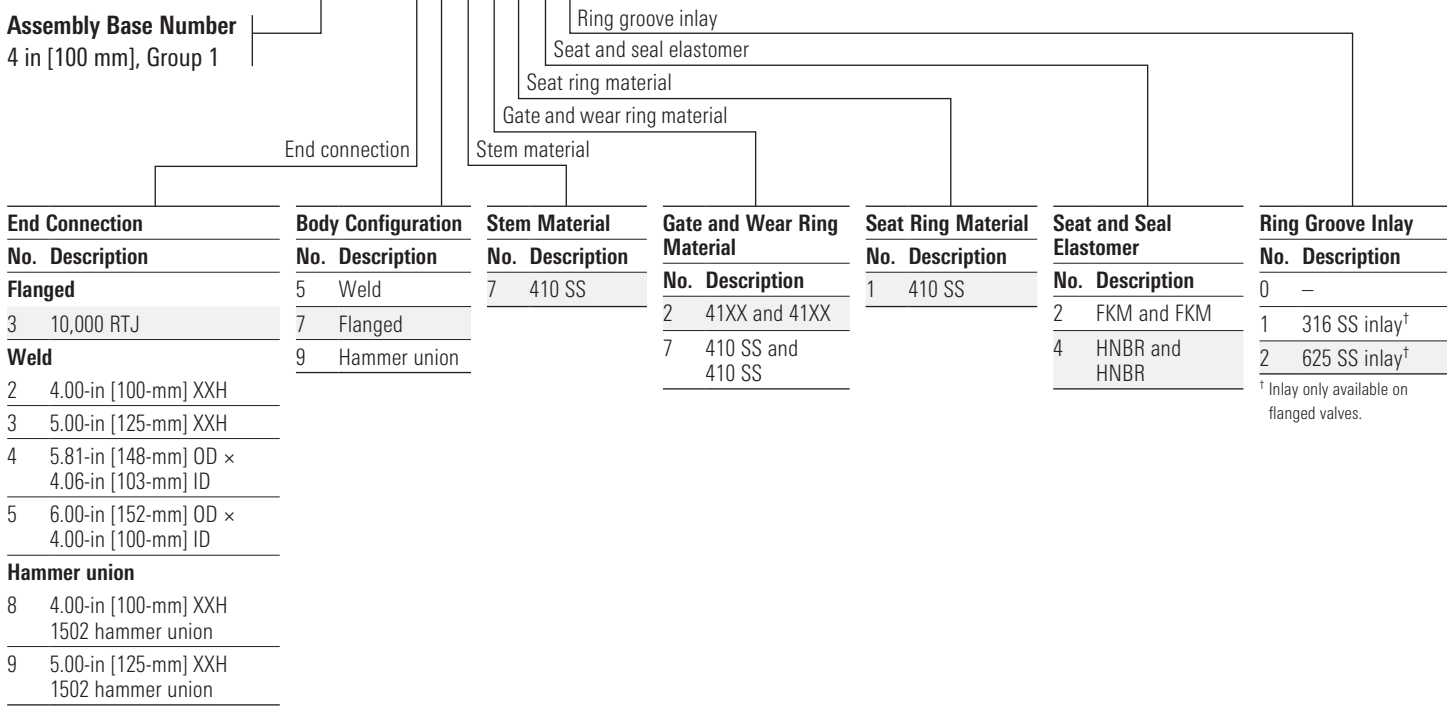 Assembly Base Number
4 in [100 mm], Group 1
Ring groove inlay
Seat and seal elastomer
Seat ring material
Gate and wear ring material
End connection
Stem material
End Connection
No. Description
Flanged
3 10,000 RTJ
Weld
2 4.00-in [100-mm] XXH
3 5.00-in [125-mm] XXH
4 5.81-in [148-mm] OD ×
4.06-in [103-mm] ID
5 6.00-in [152-mm] OD ×
4.00-in [100-mm] ID
Hammer union
8 4.00-in [100-mm] XXH
1502 hammer union
9 5.00-in [125-mm] XXH
1502 hammer union
Body Configuration
No. Description
5 Weld
7 Flanged
9 Hammer union
Stem Material
No. Description
7 410 SS
Gate and Wear Ring
Material
No. Description
2 41XX and 41XX
7 410 SS and
410 SS
Seat Ring Material
No. Description
1 410 SS
Seat and Seal
Elastomer
No. Description
2 FKM and FKM
4 HNBR and
HNBR
Ring Groove Inlay
No. Description
0 –
1 316 SS inlay†
2 625 SS inlay†
† Inlay only available on
flanged valves.